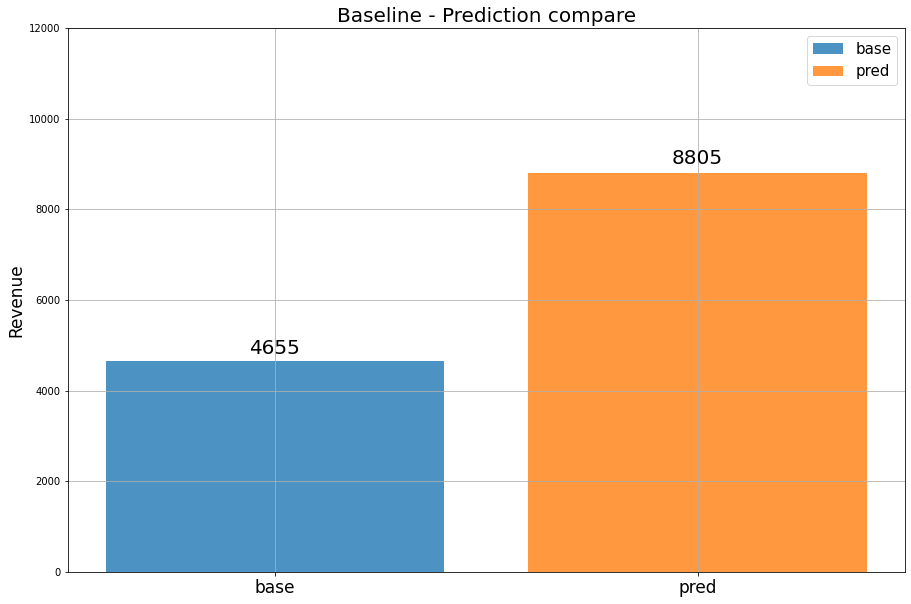 Baseline - Prediction compare
12000
base
pred
10000
8805
8000
Revenue
6000
4655
4000
2000
0
base
pred